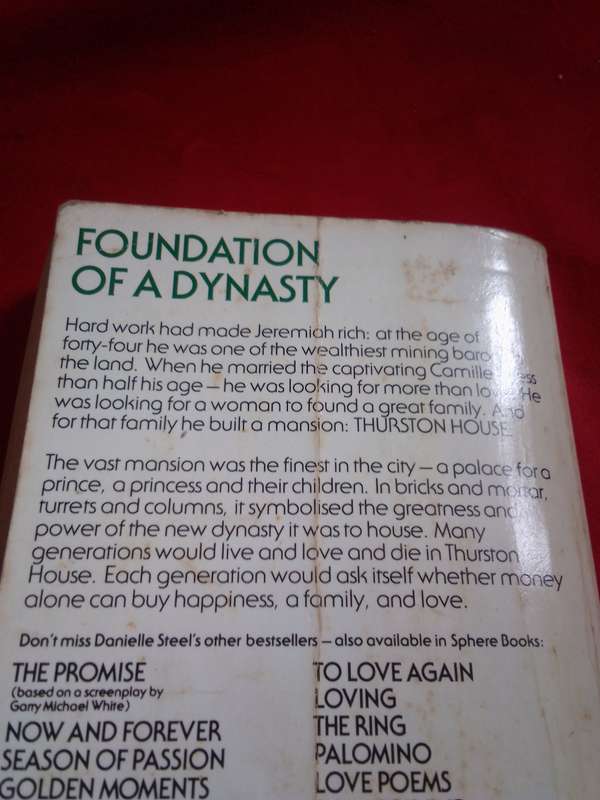 FOUNDATION
OF A DYNASTY
Hard work had made Jeremiah rich: at the age of
forty-four he was one of the wealthiest mining
the land. When he married the captivating Camille
than half his age – he was looking for more than He
was looking for a woman to found a great family. And
for that family he built a mansion: THURSTON HOUSE.
The vast mansion was the finest in the city – a palace for a
prince, a princess and their children. In bricks and mortar,
turrets and columns, it symbolised the greatness and
power of the new dynasty it was to house. Many
generations would live and love and die in Thurston
House. Each generation would ask itself whether money
alone can buy happiness, a family, and love.
Don't miss Danielle Steel's other bestsellers – also available in Sphere Books:
THE PROMISE
(based on a screenplay by
Garry Michael White)
NOW AND FOREVER
SEASON OF PASSION
GOLDEN MOMENTS
TO LOVE AGAIN
LOVING
THE RING
PALOMINO
LOVE POEMS